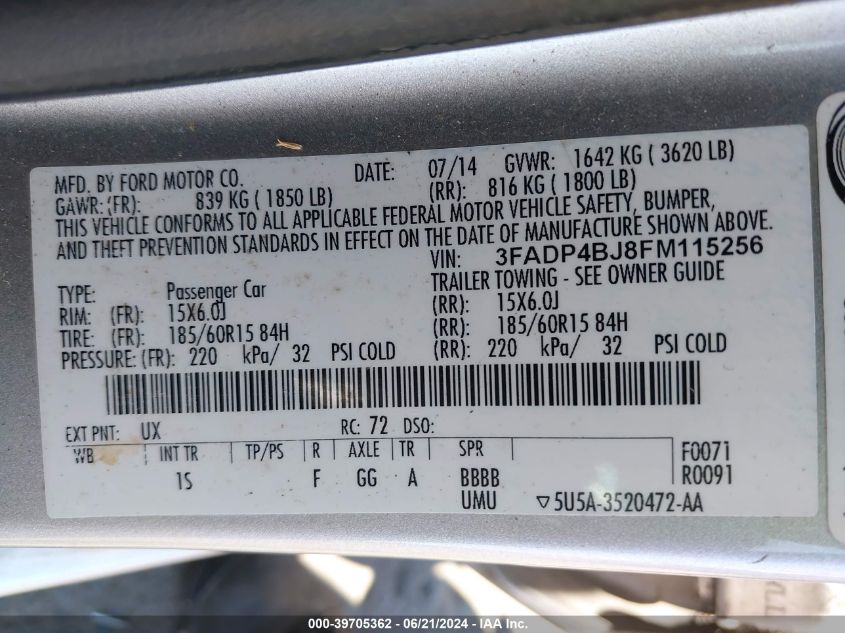 MFD. BY FORD MOTOR CO. DATE: 07/14 GVWR: 1642 KG ( 3620 LB)
GAWR: (FR): 839 KG ( 1850 LB) (RR): 816 KG ( 1800 LB)
THIS VEHICLE CONFORMS TO ALL APPLICABLE FEDERAL MOTOR VEHICLE SAFETY, BUMPER,
AND THEFT PREVENTION STANDARDS IN EFFECT ON THE DATE OF MANUFACTURE SHOWN ABOVE.
VIN: 3FADP4BJ8FM115256
TYPE: Passenger Car TRAILER TOWING - SEE OWNER GUIDE
RIM: (FR): 15X6.0J (RR): 15X6.0J
TIRE: (FR): 185/60R15 84H (RR): 185/60R15 84H
PRESSURE: (FR): 220 kPa/ 32 PSI COLD (RR): 220 kPa/ 32 PSI COLD
EXT PNT: UX RC: 72 DSO:
WB INT TR TP/PS R AXLE TR SPR F0071
1S F GG A BBBB R0091
UMU ▽5U5A-3520472-AA
000-39705362 - 06/21/2024 - IAA Inc.